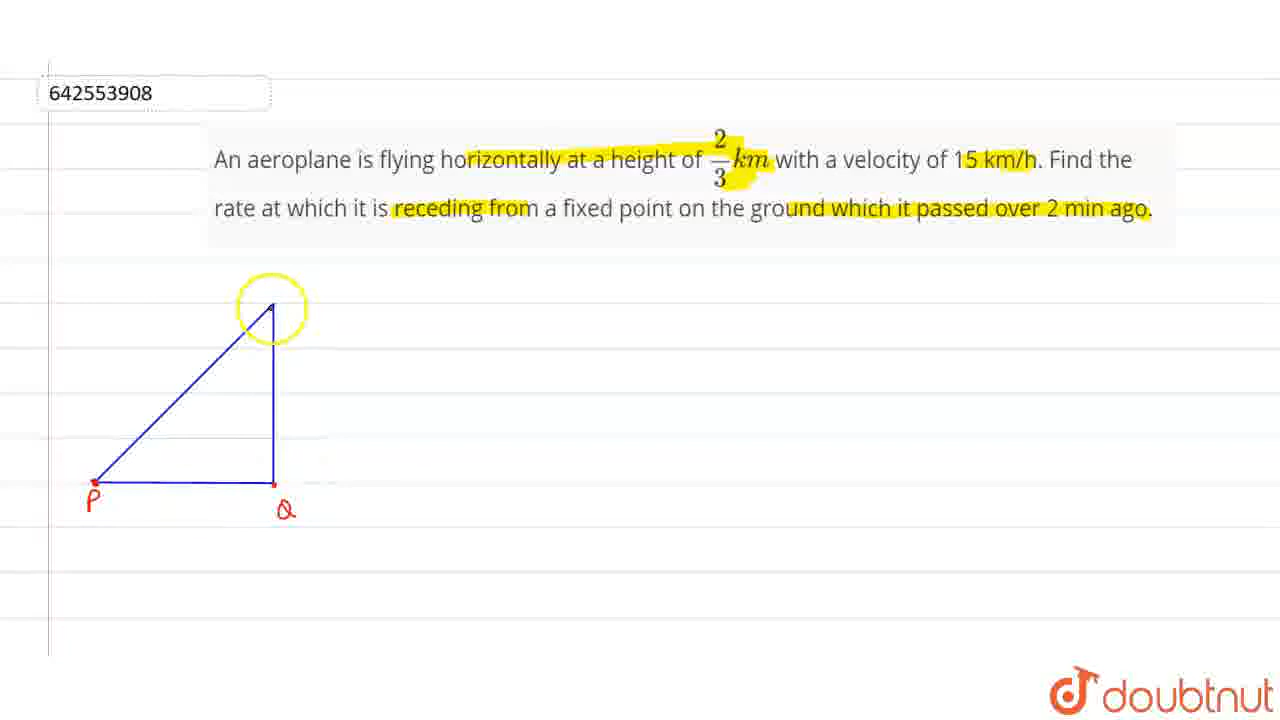 642553908
An aeroplane is flying horizontally at a height of 2/3 km with a velocity of 15 km/h. Find the
rate at which it is receding from a fixed point on the ground which it passed over 2 min ago.
P
Q
doubtnut